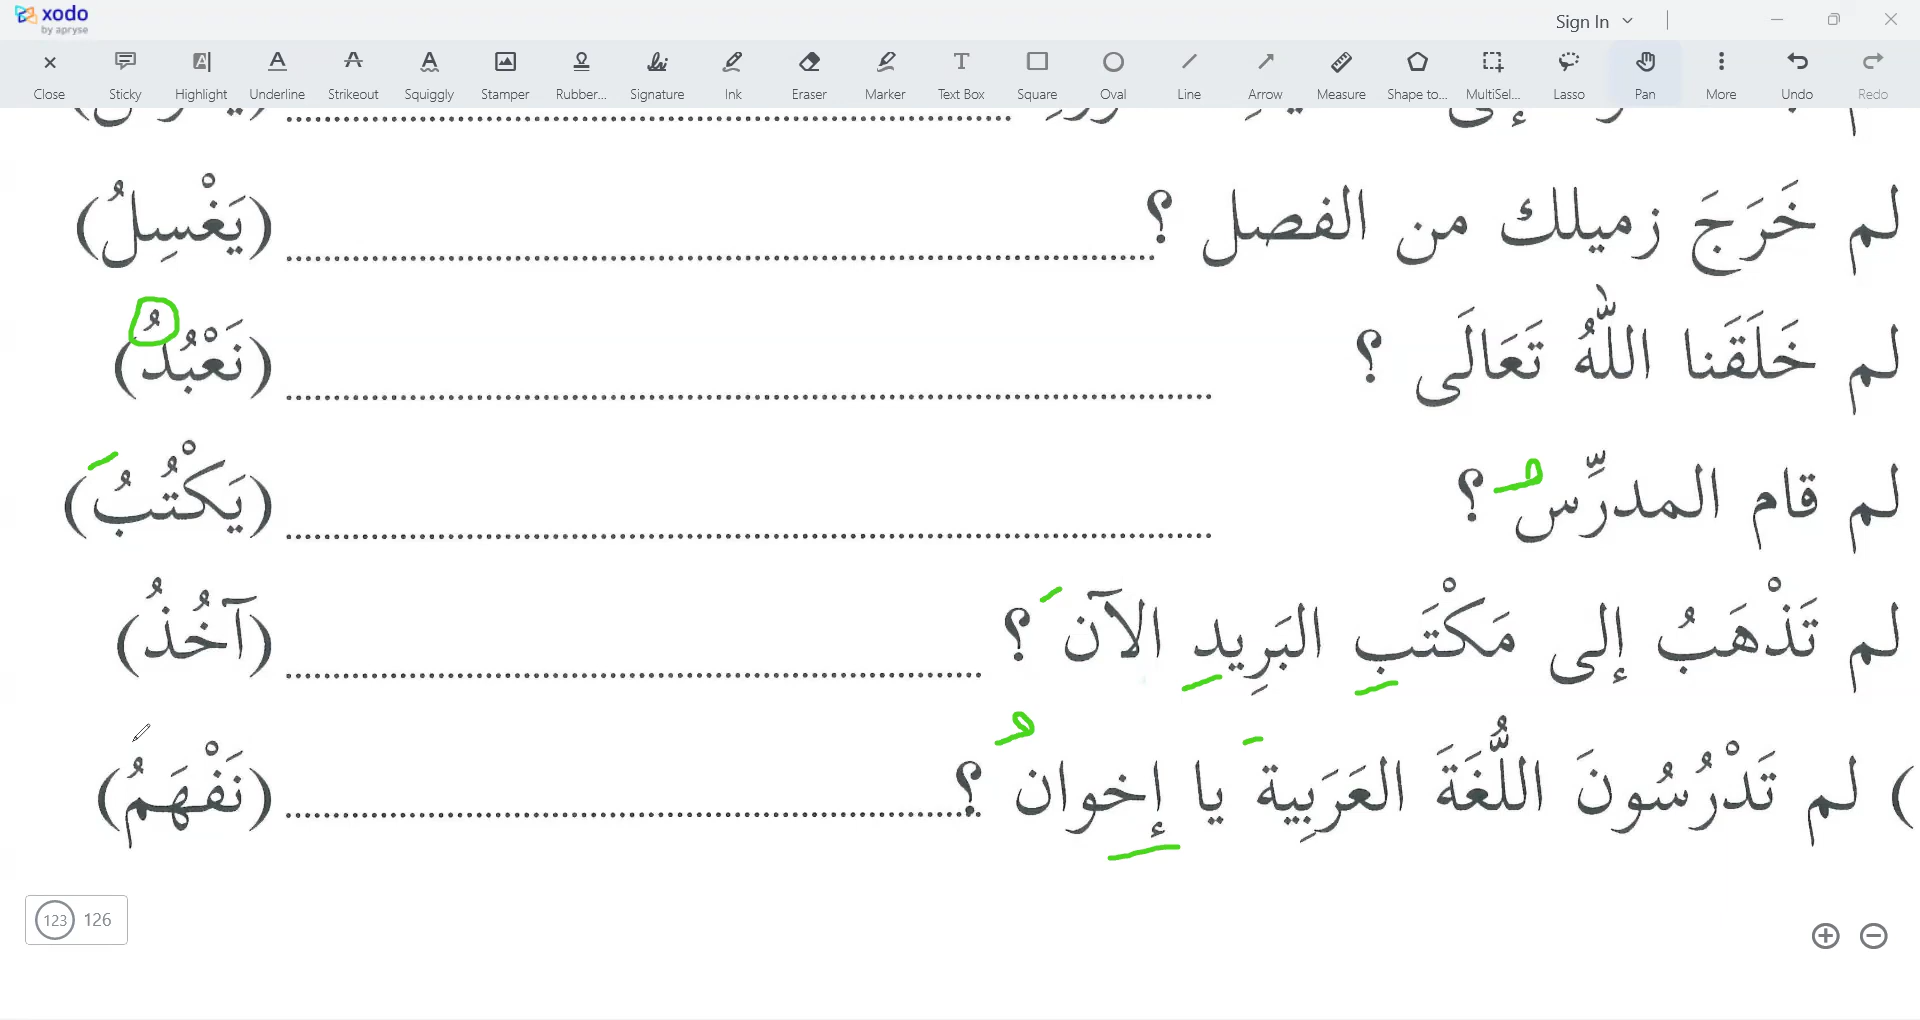 xodo
by apryse
Sign In
Close Sticky Highlight Underline Strikeout Squiggly Stamper Rubber... Signature Ink Eraser Marker Text Box Square Oval Line Arrow Measure Shape to... MultiSel... Lasso Pan More Undo Redo
لم خَرَجَ زميلك من الفصل ؟ ........ (يَغْسِلُ)
لم خَلَقَنا اللّٰهُ تَعَالَى ؟ ........ (نَعْبُدُ)
لم قام المدرِّسُ ؟ ........ (يَكْتُبُ)
لم تَذْهَبُ إلى مَكْتَبِ البَرِيدِ الآنَ ؟ ........ (آخُذُ)
) لم تَدْرُسُونَ اللُّغَةَ العَرَبِيةَ يا إخوانُ ؟ ........ (نَفْهَمُ)
123 126